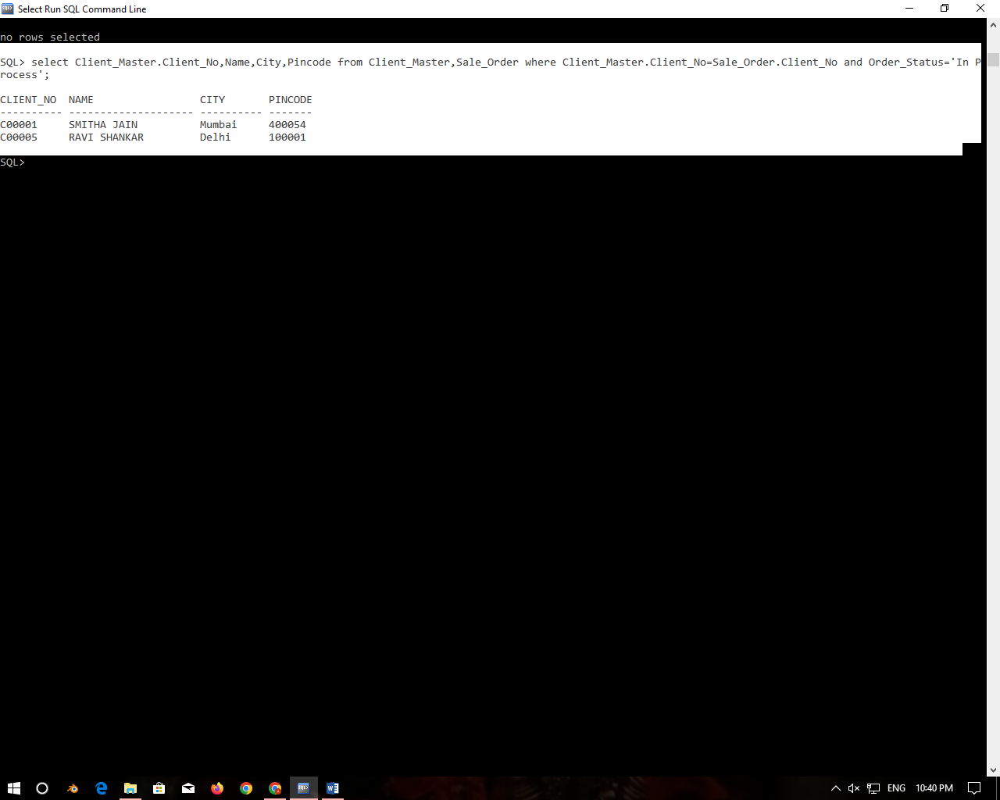 Select Run SQL Command Line
no rows selected
SQL> select Client_Master.Client_No,Name,City,Pincode from Client_Master,Sale_Order where Client_Master.Client_No=Sale_Order.Client_No and Order_Status='In P
rocess';
CLIENT_NO  NAME                 CITY       PINCODE
---------- -------------------- ---------- -------
C00001     SMITHA JAIN          Mumbai     400054
C00005     RAVI SHANKAR         Delhi      100001
SQL>
ENG 10:40 PM